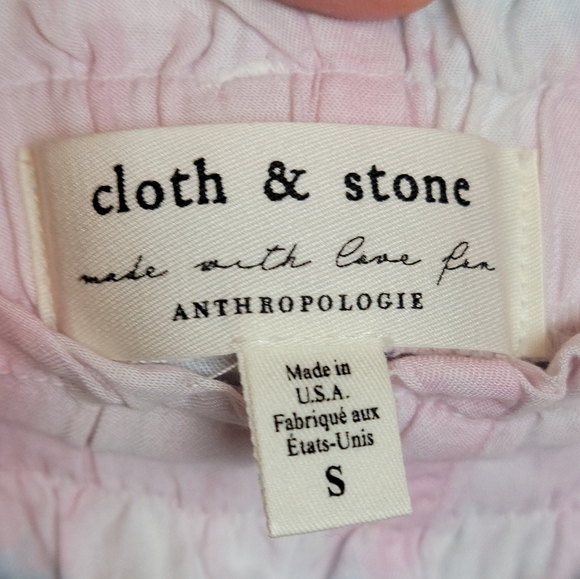 cloth & stone
made with love for
ANTHROPOLOGIE
Made in
U.S.A.
Fabriqué aux
États-Unis
S